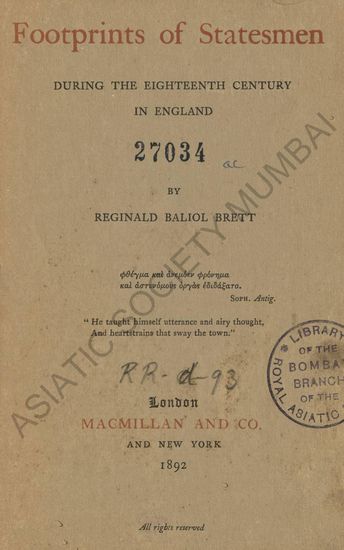 Footprints of Statesmen
DURING THE EIGHTEENTH CENTURY
IN ENGLAND
27034
ac
BY
REGINALD BALIOL BRETT
φθέγμα καὶ ἀνεμόεν φρόνημα
καὶ ἀστυνόμους ὀργὰς ἐδιδάξατο.
SOPH. Antig.
"He taught himself utterance and airy thought,
And heartstrains that sway the town."
RR-d-93
London
MACMILLAN AND CO.
AND NEW YORK
1892
All rights reserved
LIBRARY
OF THE
BOMBAY
BRANCH
OF THE
ROYAL ASIATIC
ASIATIC SOCIETY MUMBAI